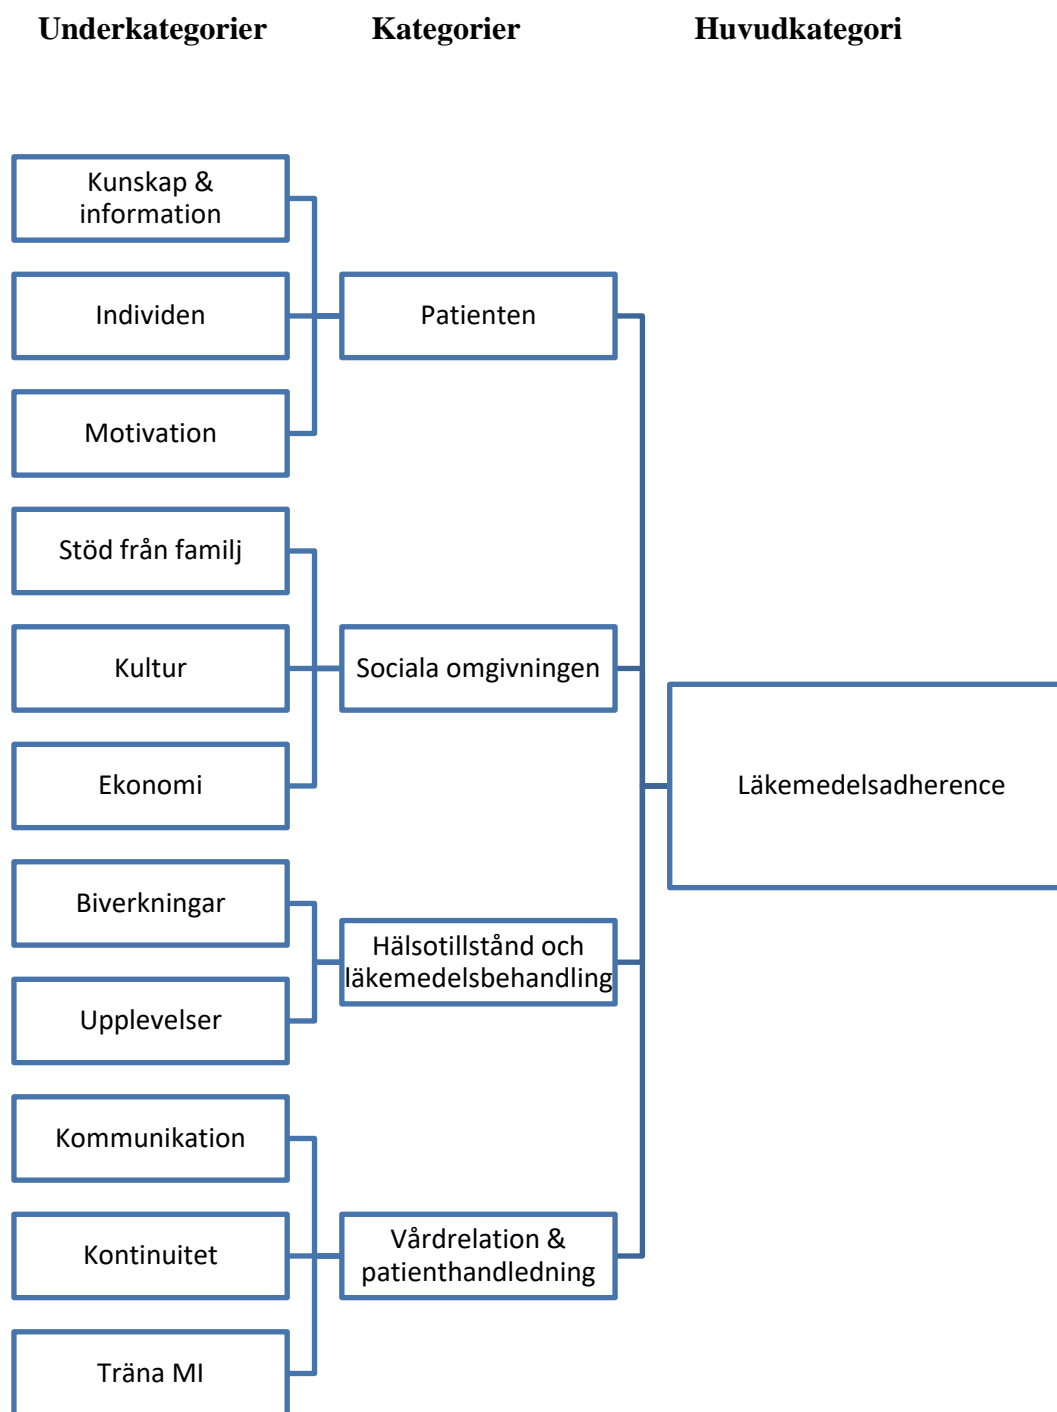 Underkategorier Kategorier Huvudkategori
Kunskap &
information
Individen
Motivation
Patienten
Stöd från familj
Kultur
Ekonomi
Sociala omgivningen
Biverkningar
Upplevelser
Hälsotillstånd och
läkemedelsbehandling
Kommunikation
Kontinuitet
Träna MI
Vårdrelation &
patienthandledning
Läkemedelsadherence